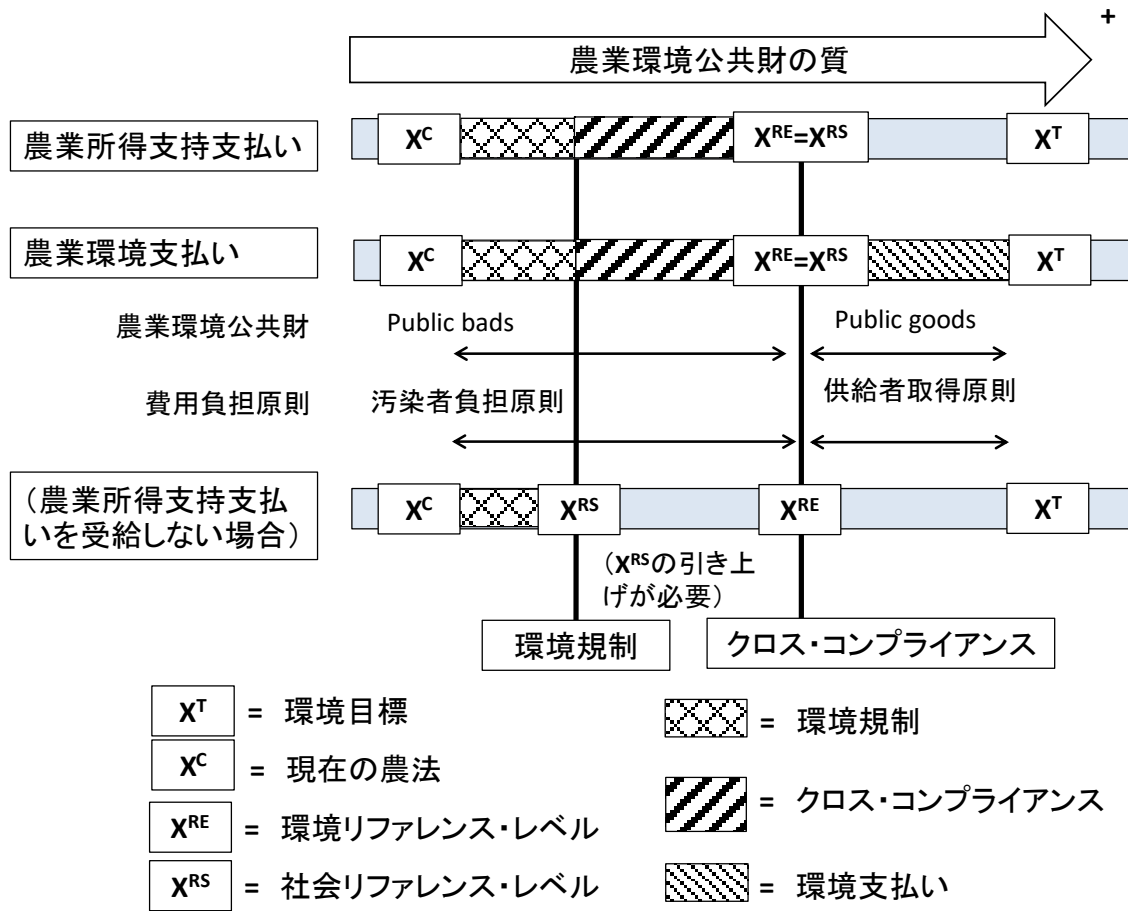 +
農業環境公共財の質
農業所得支持支払い
X^C
X^RE=X^RS
X^T
農業環境支払い
X^C
X^RE=X^RS
X^T
農業環境公共財
Public bads
Public goods
費用負担原則
汚染者負担原則
供給者取得原則
（農業所得支持支払
いを受給しない場合）
X^C
X^RS
X^RE
X^T
（X^RSの引き上
げが必要）
環境規制
クロス・コンプライアンス
X^T = 環境目標
X^C = 現在の農法
X^RE = 環境リファレンス・レベル
X^RS = 社会リファレンス・レベル
= 環境規制
= クロス・コンプライアンス
= 環境支払い